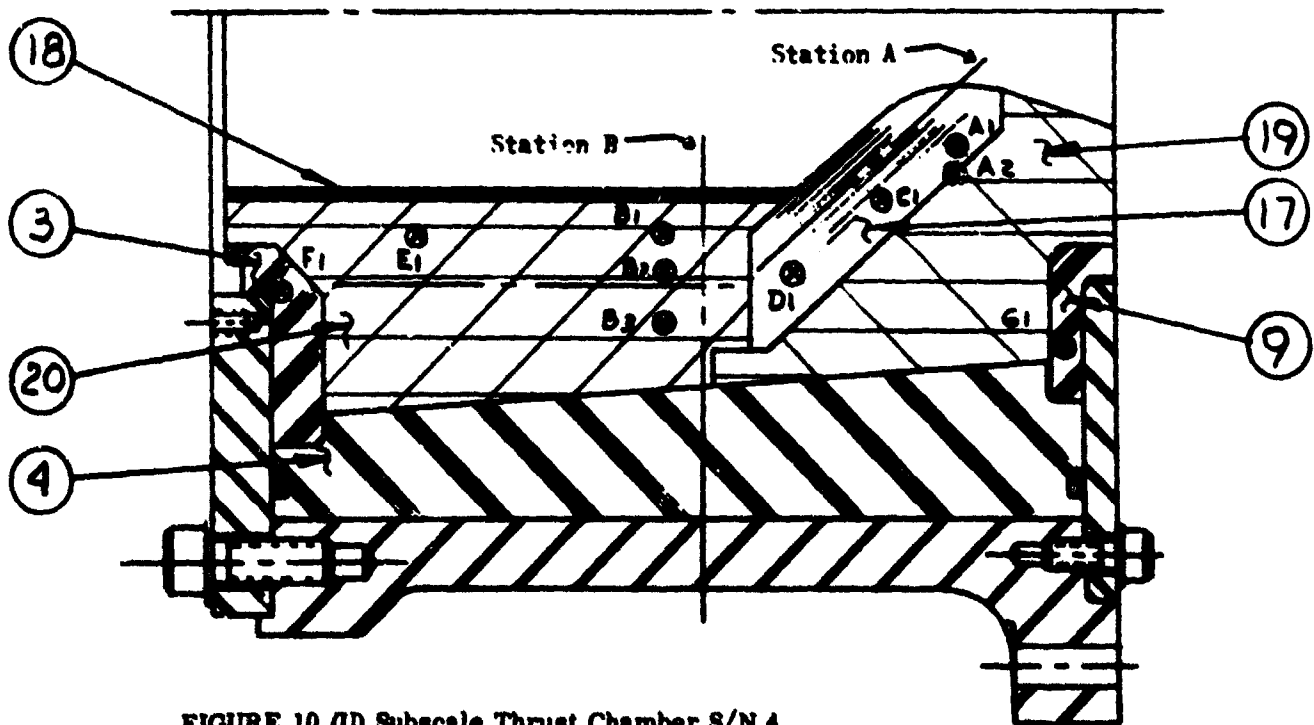 18
Station A
Station B
A1
A2
19
3
B1
C1
17
F1
E1
B2
D1
B3
G1
9
20
4
FIGURE 10 (U) Subscale Thrust Chamber S/N 4